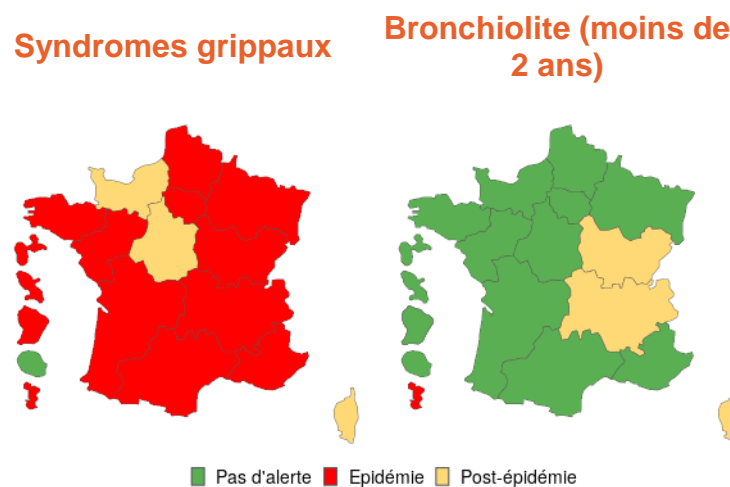 Syndromes grippaux
Bronchiolite (moins de
2 ans)
Pas d'alerte Epidémie Post-épidémie